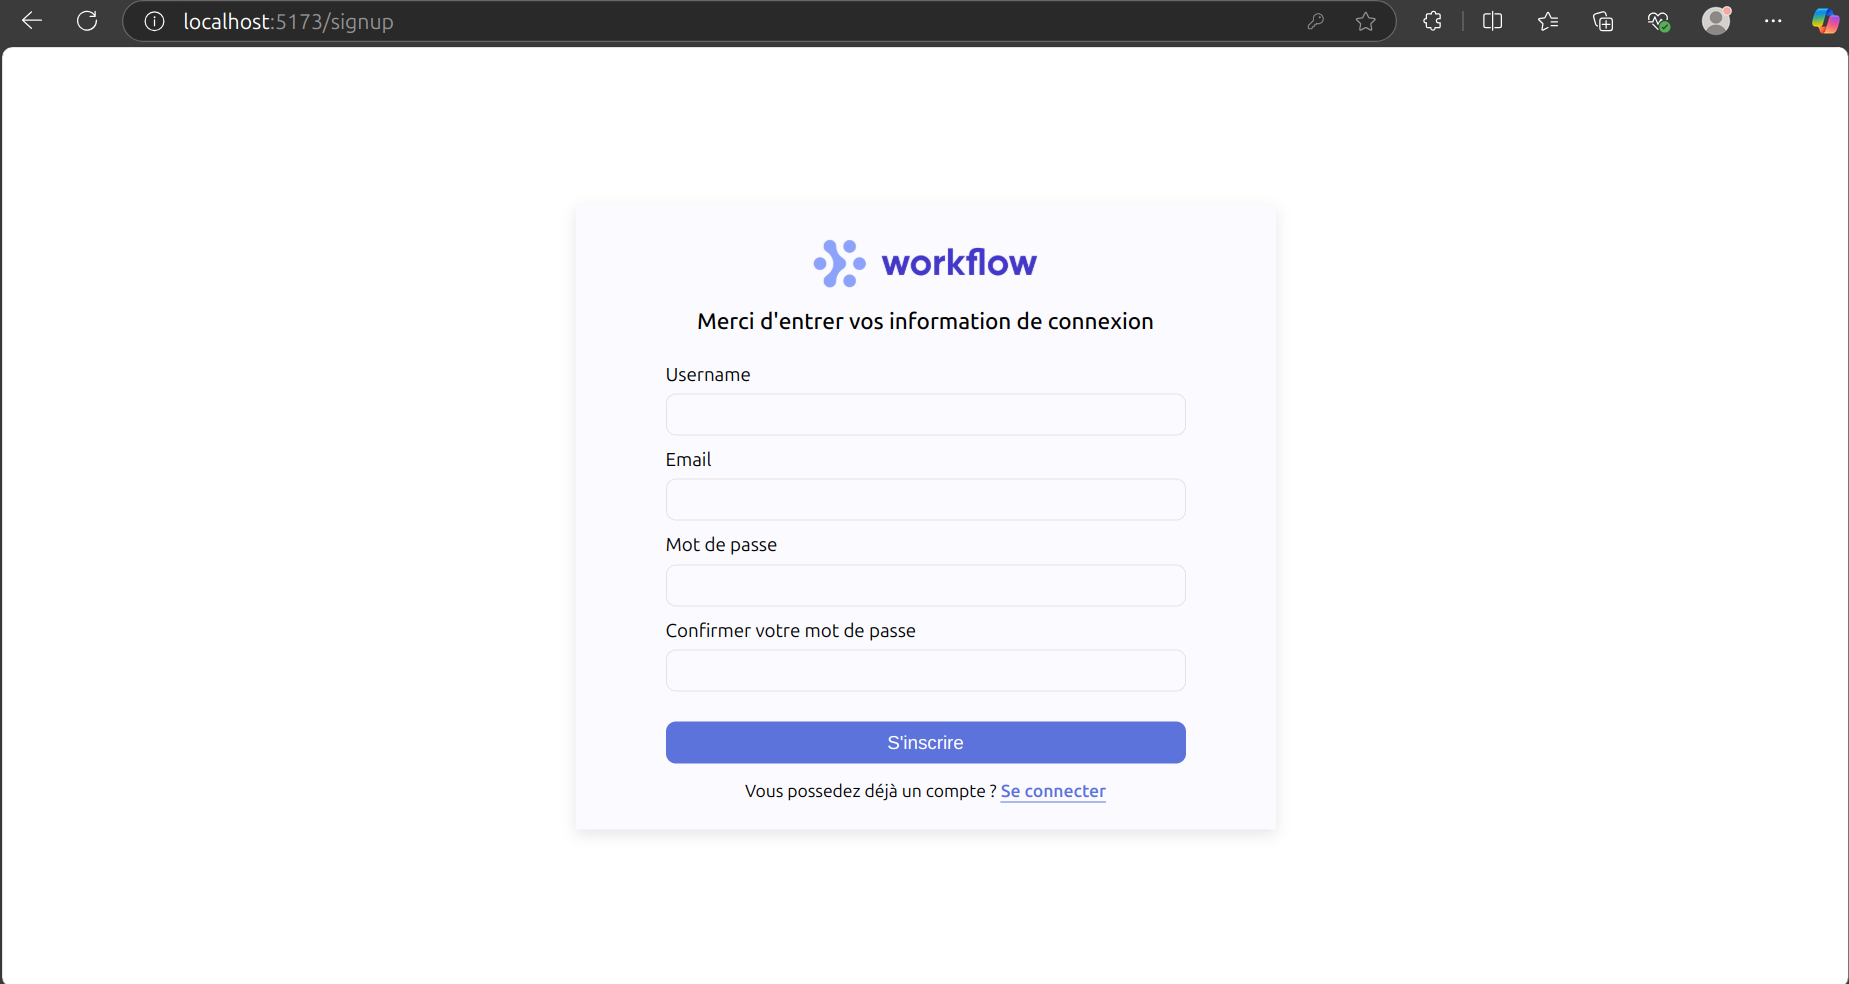 localhost:5173/signup
workflow
Merci d'entrer vos information de connexion
Username
Email
Mot de passe
Confirmer votre mot de passe
S'inscrire
Vous possedez déjà un compte ? Se connecter